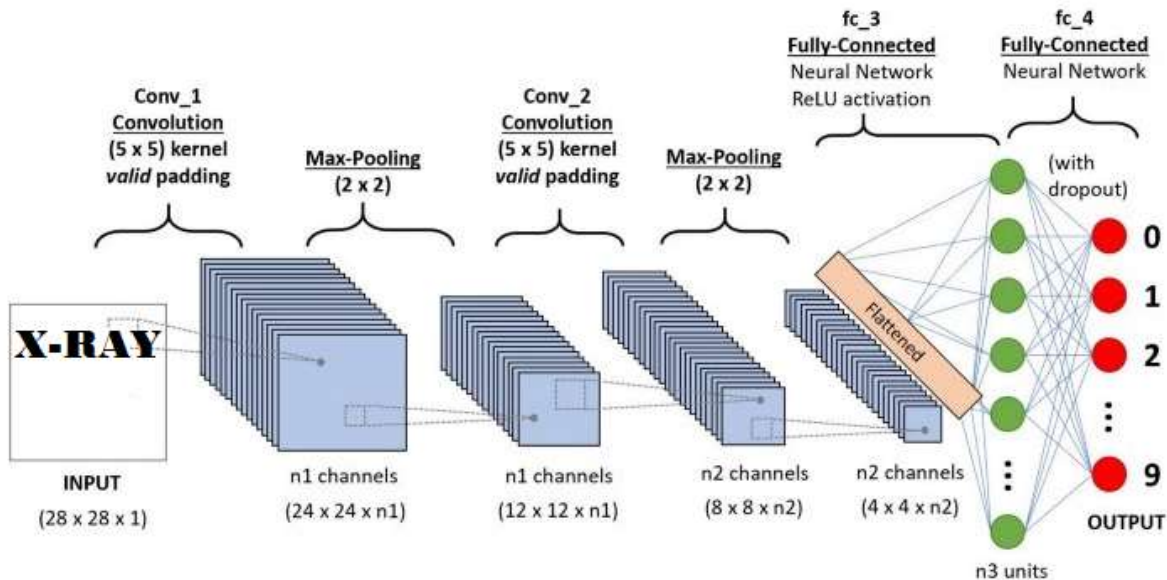 fc_3
Fully-Connected
Neural Network
ReLU activation
fc_4
Fully-Connected
Neural Network
Conv_1
Convolution
(5 x 5) kernel
valid padding
Max-Pooling
(2 x 2)
Conv_2
Convolution
(5 x 5) kernel
valid padding
Max-Pooling
(2 x 2)
(with
dropout)
X-RAY
Flattened
0
1
2
9
INPUT
(28 x 28 x 1)
n1 channels
(24 x 24 x n1)
n1 channels
(12 x 12 x n1)
n2 channels
(8 x 8 x n2)
n2 channels
(4 x 4 x n2)
OUTPUT
n3 units